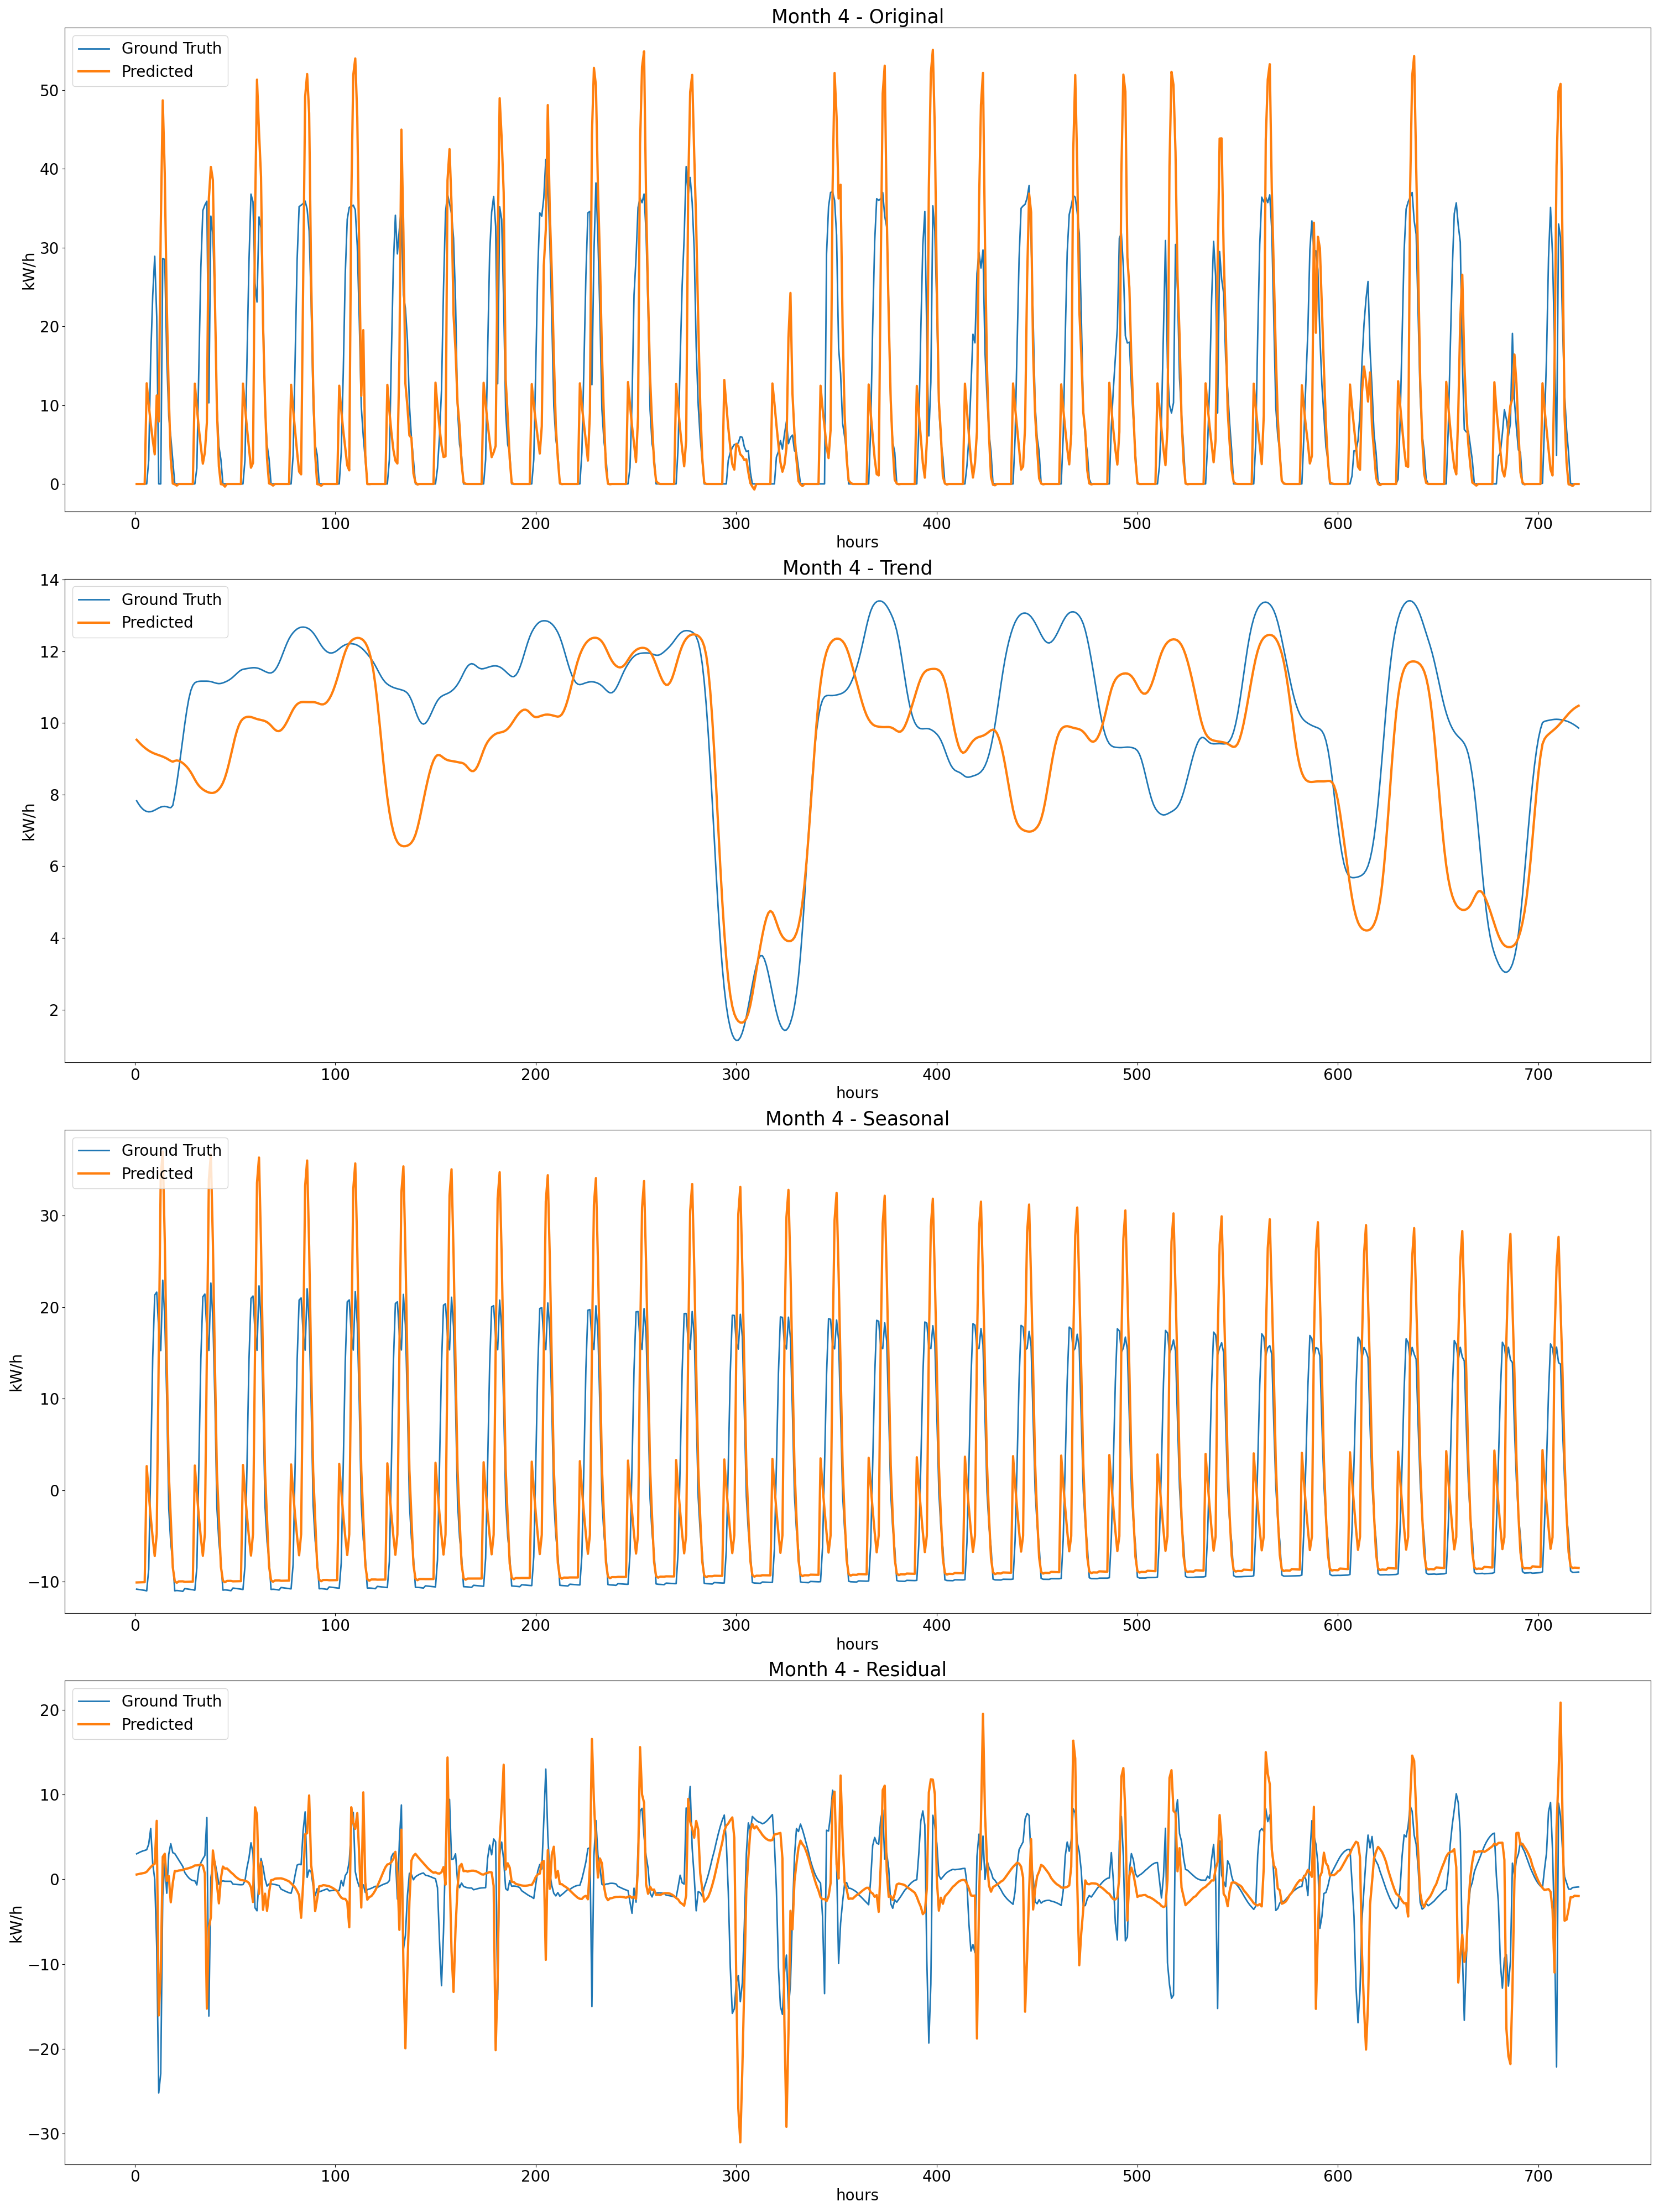 Month 4 - Original
Ground Truth
Predicted
50
40
30
20
10
0
kW/h
0 100 200 300 400 500 600 700
hours
Month 4 - Trend
Ground Truth
Predicted
14
12
10
8
6
4
2
kW/h
0 100 200 300 400 500 600 700
hours
Month 4 - Seasonal
Ground Truth
Predicted
30
20
10
0
−10
kW/h
0 100 200 300 400 500 600 700
hours
Month 4 - Residual
Ground Truth
Predicted
20
10
0
−10
−20
−30
kW/h
0 100 200 300 400 500 600 700
hours